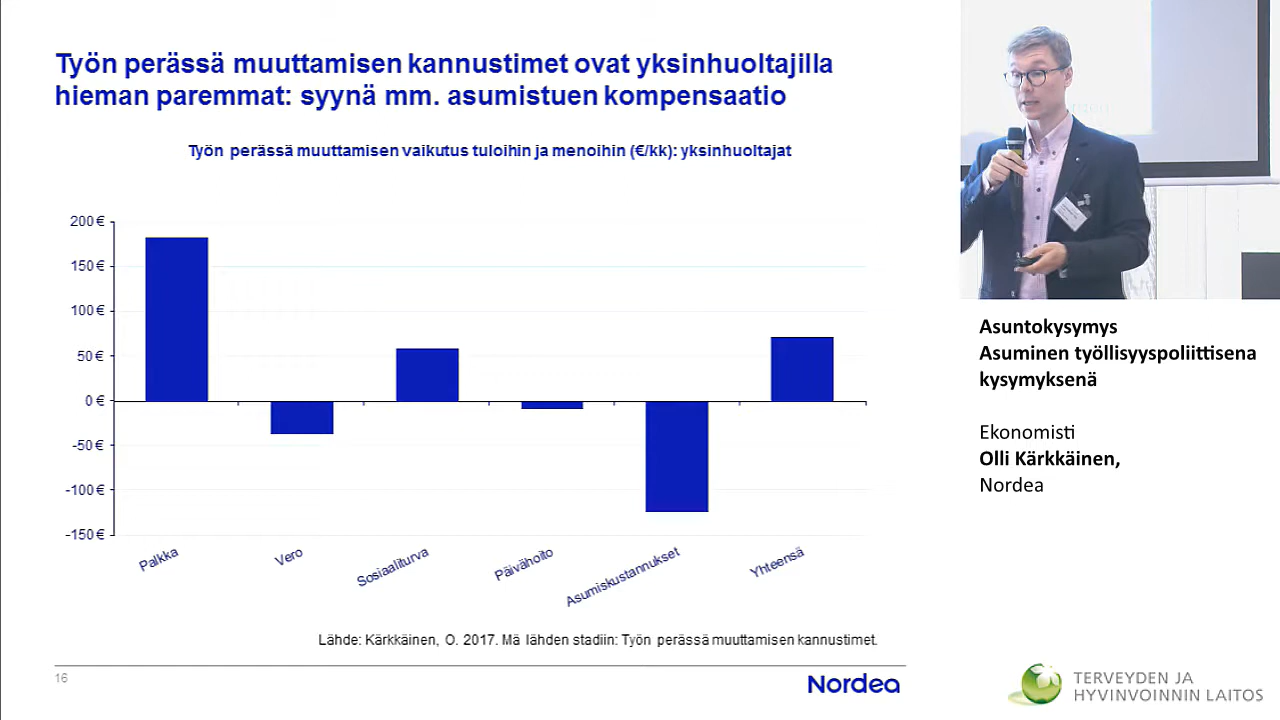 Työn perässä muuttamisen kannustimet ovat yksinhuoltajilla
hieman paremmat: syynä mm. asumistuen kompensaatio
Työn perässä muuttamisen vaikutus tuloihin ja menoihin (€/kk): yksinhuoltajat
200 €
150 €
100 €
50 €
0 €
-50 €
-100 €
-150 €
Palkka
Vero
Sosiaaliturva
Päivähoito
Asumiskustannukset
Yhteensä
Lähde: Kärkkäinen, O. 2017. Mä lähden stadiin: Työn perässä muuttamisen kannustimet.
16
Nordea
Asuntokysymys
Asuminen työllisyyspoliittisena
kysymyksenä
Ekonomisti
Olli Kärkkäinen,
Nordea
TERVEYDEN JA
HYVINVOINNIN LAITOS